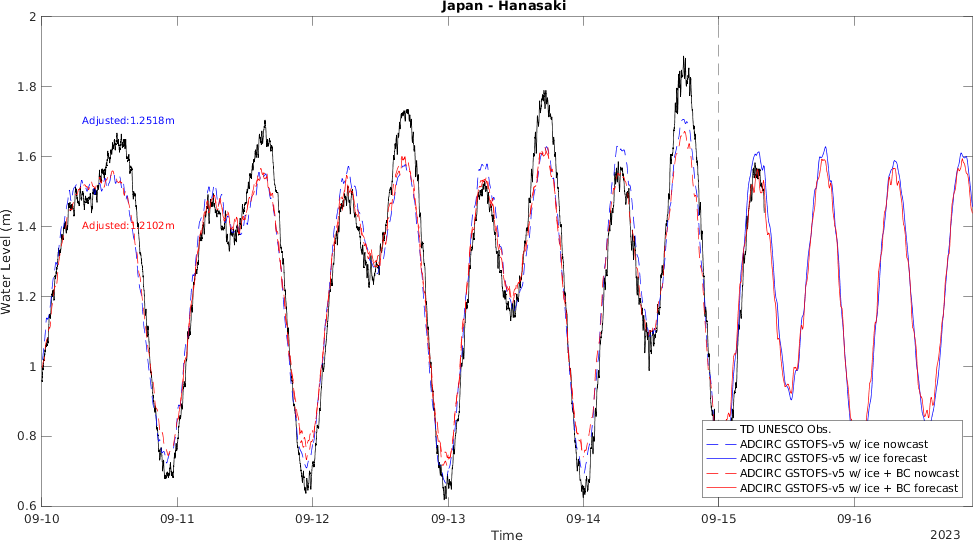 Japan - Hanasaki
2
1.8
1.6
1.4
1.2
1
0.8
0.6
Water Level (m)
Adjusted:1.2518m
Adjusted:1.2102m
TD UNESCO Obs.
ADCIRC GSTOFS-v5 w/ ice nowcast
ADCIRC GSTOFS-v5 w/ ice forecast
ADCIRC GSTOFS-v5 w/ ice + BC nowcast
ADCIRC GSTOFS-v5 w/ ice + BC forecast
09-10 09-11 09-12 09-13 09-14 09-15 09-16
Time
2023